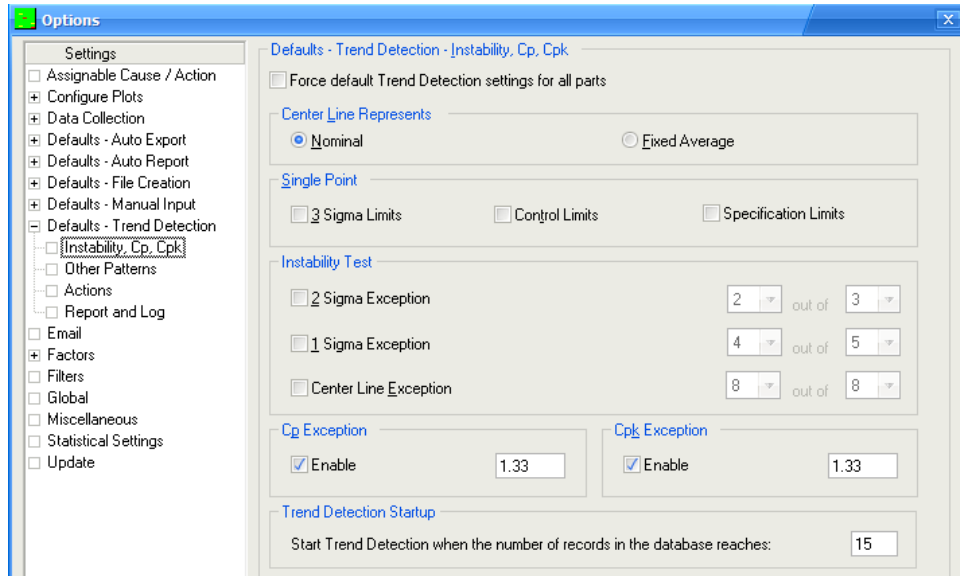 Options
X
Settings
Assignable Cause / Action
Configure Plots
Data Collection
Defaults - Auto Export
Defaults - Auto Report
Defaults - File Creation
Defaults - Manual Input
Defaults - Trend Detection
Instability, Cp, Cpk
Other Patterns
Actions
Report and Log
Email
Factors
Filters
Global
Miscellaneous
Statistical Settings
Update
Defaults - Trend Detection - Instability, Cp, Cpk
Force default Trend Detection settings for all parts
Center Line Represents
Nominal Fixed Average
Single Point
3 Sigma Limits Control Limits Specification Limits
Instability Test
2 Sigma Exception 2 out of 3
1 Sigma Exception 4 out of 5
Center Line Exception 8 out of 8
Cp Exception Cpk Exception
Enable 1.33 Enable 1.33
Trend Detection Startup
Start Trend Detection when the number of records in the database reaches: 15